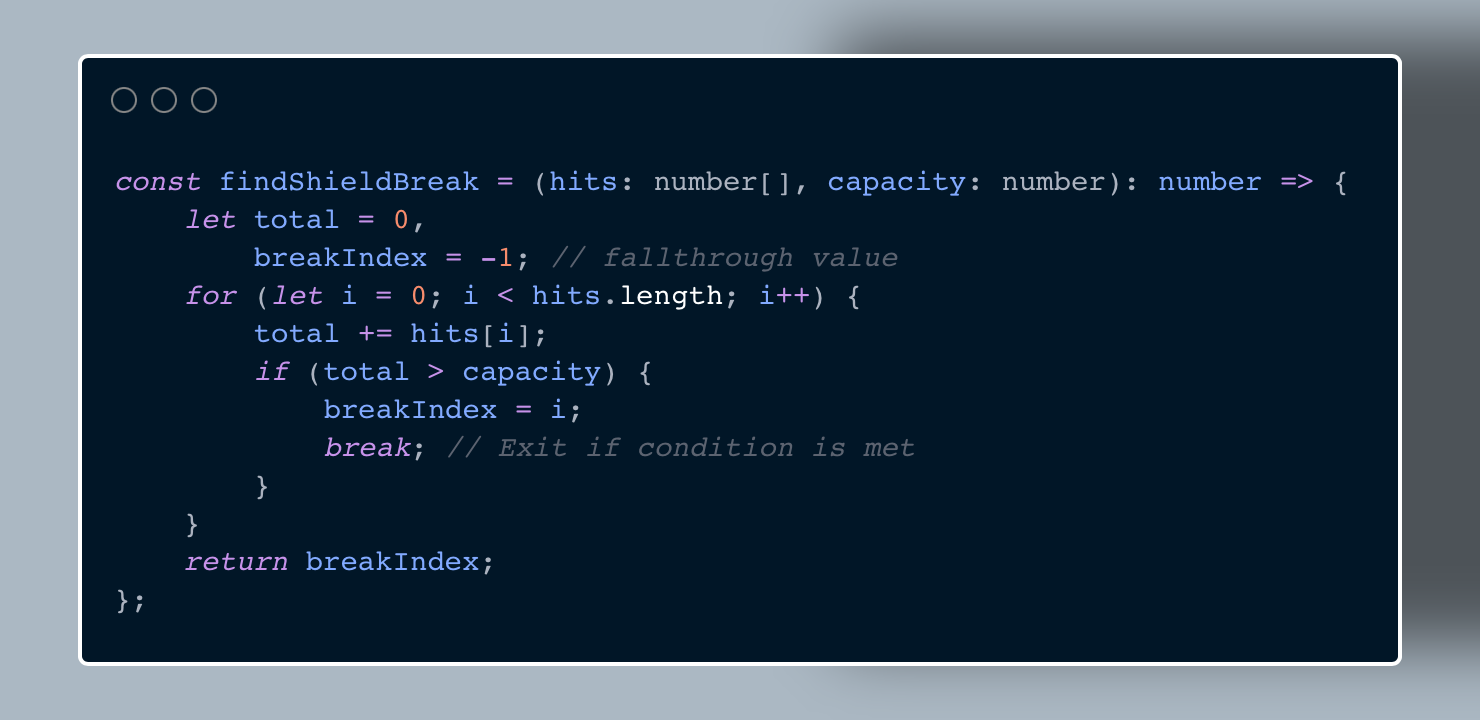 const findShieldBreak = (hits: number[], capacity: number): number => {
    let total = 0,
        breakIndex = -1; // fallthrough value
    for (let i = 0; i < hits.length; i++) {
        total += hits[i];
        if (total > capacity) {
            breakIndex = i;
            break; // Exit if condition is met
        }
    }
    return breakIndex;
};